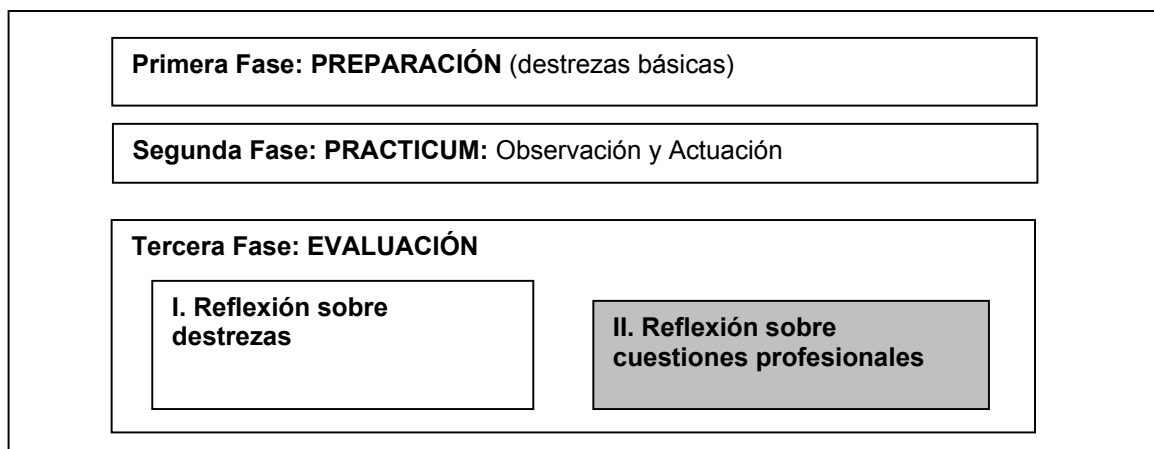 Primera Fase: PREPARACIÓN (destrezas básicas)
Segunda Fase: PRACTICUM: Observación y Actuación
Tercera Fase: EVALUACIÓN
I. Reflexión sobre
destrezas
II. Reflexión sobre
cuestiones profesionales